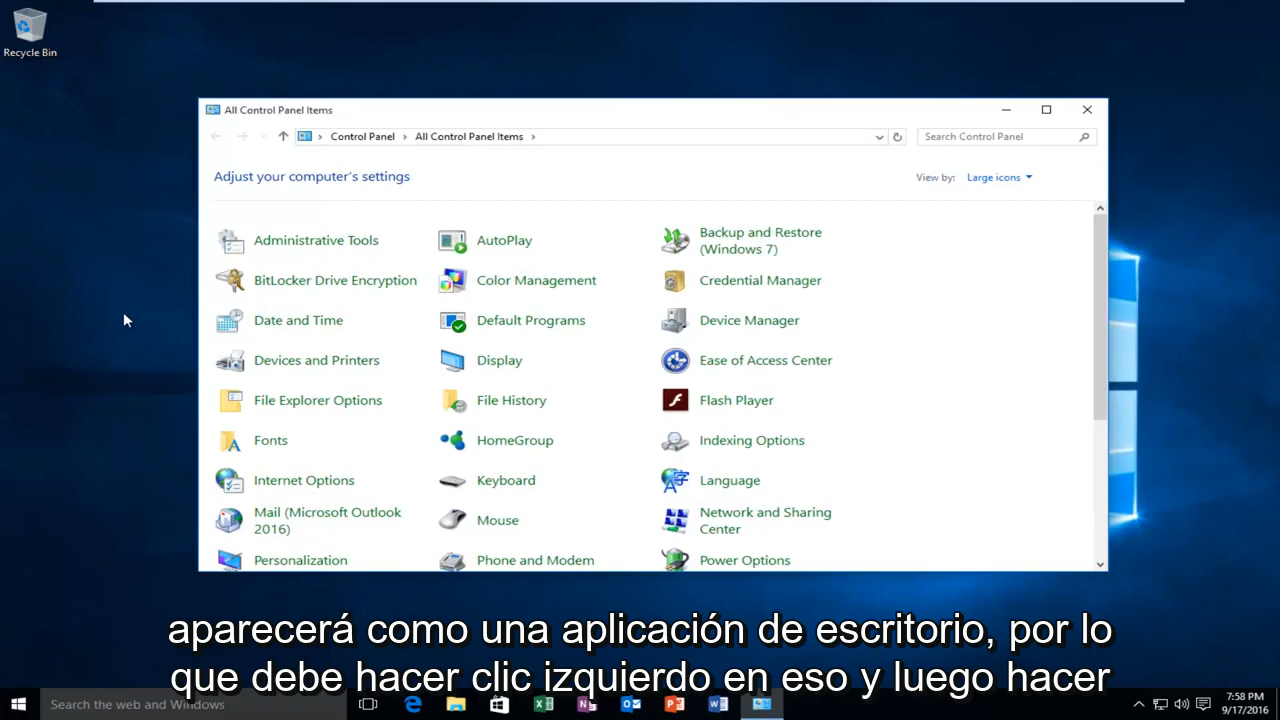 Recycle Bin
All Control Panel Items
Control Panel
All Control Panel Items
Search Control Panel
Adjust your computer's settings
View by:
Large icons
Administrative Tools
AutoPlay
Backup and Restore
(Windows 7)
BitLocker Drive Encryption
Color Management
Credential Manager
Date and Time
Default Programs
Device Manager
Devices and Printers
Display
Ease of Access Center
File Explorer Options
File History
Flash Player
Fonts
HomeGroup
Indexing Options
Internet Options
Keyboard
Language
Mail (Microsoft Outlook
2016)
Mouse
Network and Sharing
Center
Personalization
Phone and Modem
Power Options
aparecerá como una aplicación de escritorio, por lo
que debe hacer clic izquierdo en eso y luego hacer
Search the web and Windows
7:58 PM
9/17/2016